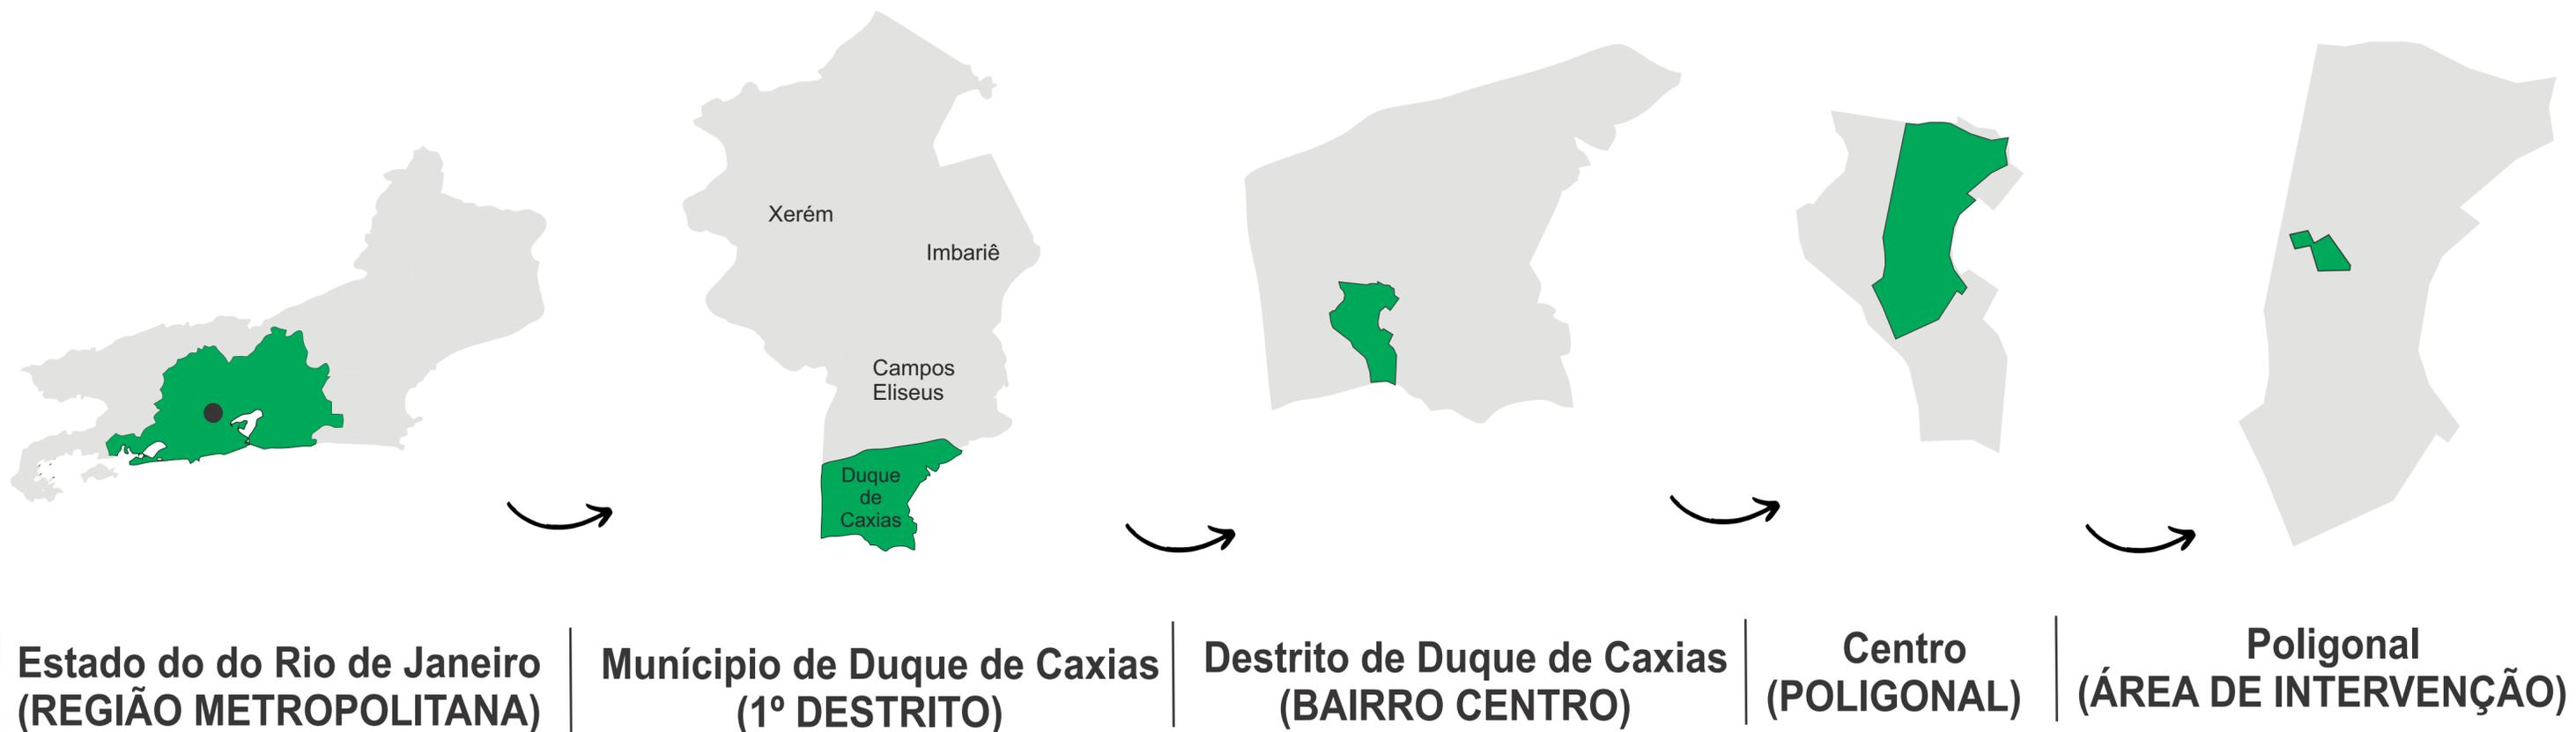 Xerém
Imbariê
Campos
Eliseus
Duque
de
Caxias
Estado do do Rio de Janeiro
(REGIÃO METROPOLITANA)
Munícipio de Duque de Caxias
(1º DESTRITO)
Destrito de Duque de Caxias
(BAIRRO CENTRO)
Centro
(POLIGONAL)
Poligonal
(ÁREA DE INTERVENÇÃO)